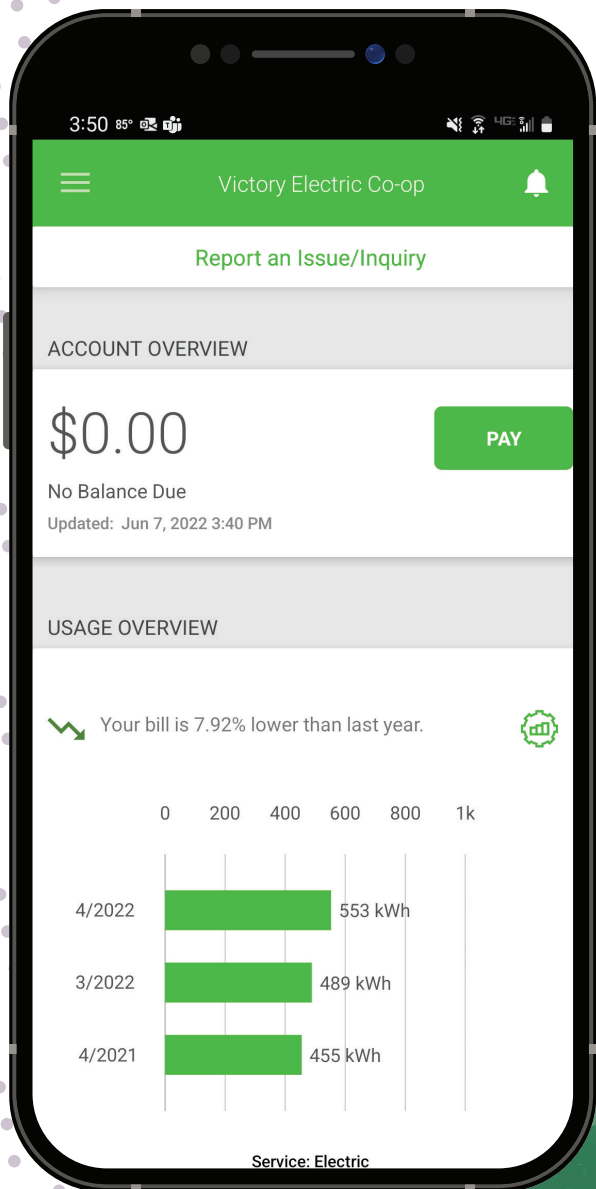 3:50 85° 4GE
Victory Electric Co-op
Report an Issue/Inquiry
ACCOUNT OVERVIEW
$0.00
PAY
No Balance Due
Updated: Jun 7, 2022 3:40 PM
USAGE OVERVIEW
Your bill is 7.92% lower than last year.
0 200 400 600 800 1k
4/2022 553 kWh
3/2022 489 kWh
4/2021 455 kWh
Service: Electric